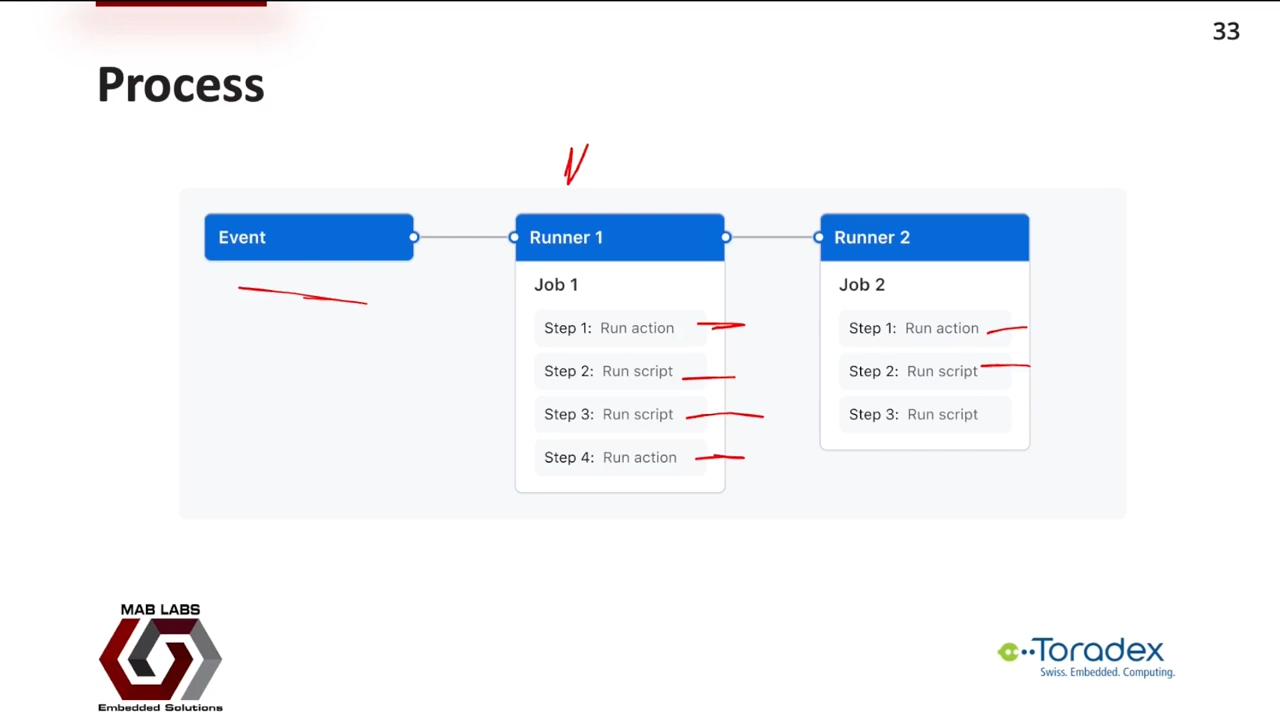 33
Process
Event
Runner 1
Job 1
Step 1: Run action
Step 2: Run script
Step 3: Run script
Step 4: Run action
Runner 2
Job 2
Step 1: Run action
Step 2: Run script
Step 3: Run script
MAB LABS
Embedded Solutions
Toradex
Swiss. Embedded. Computing.